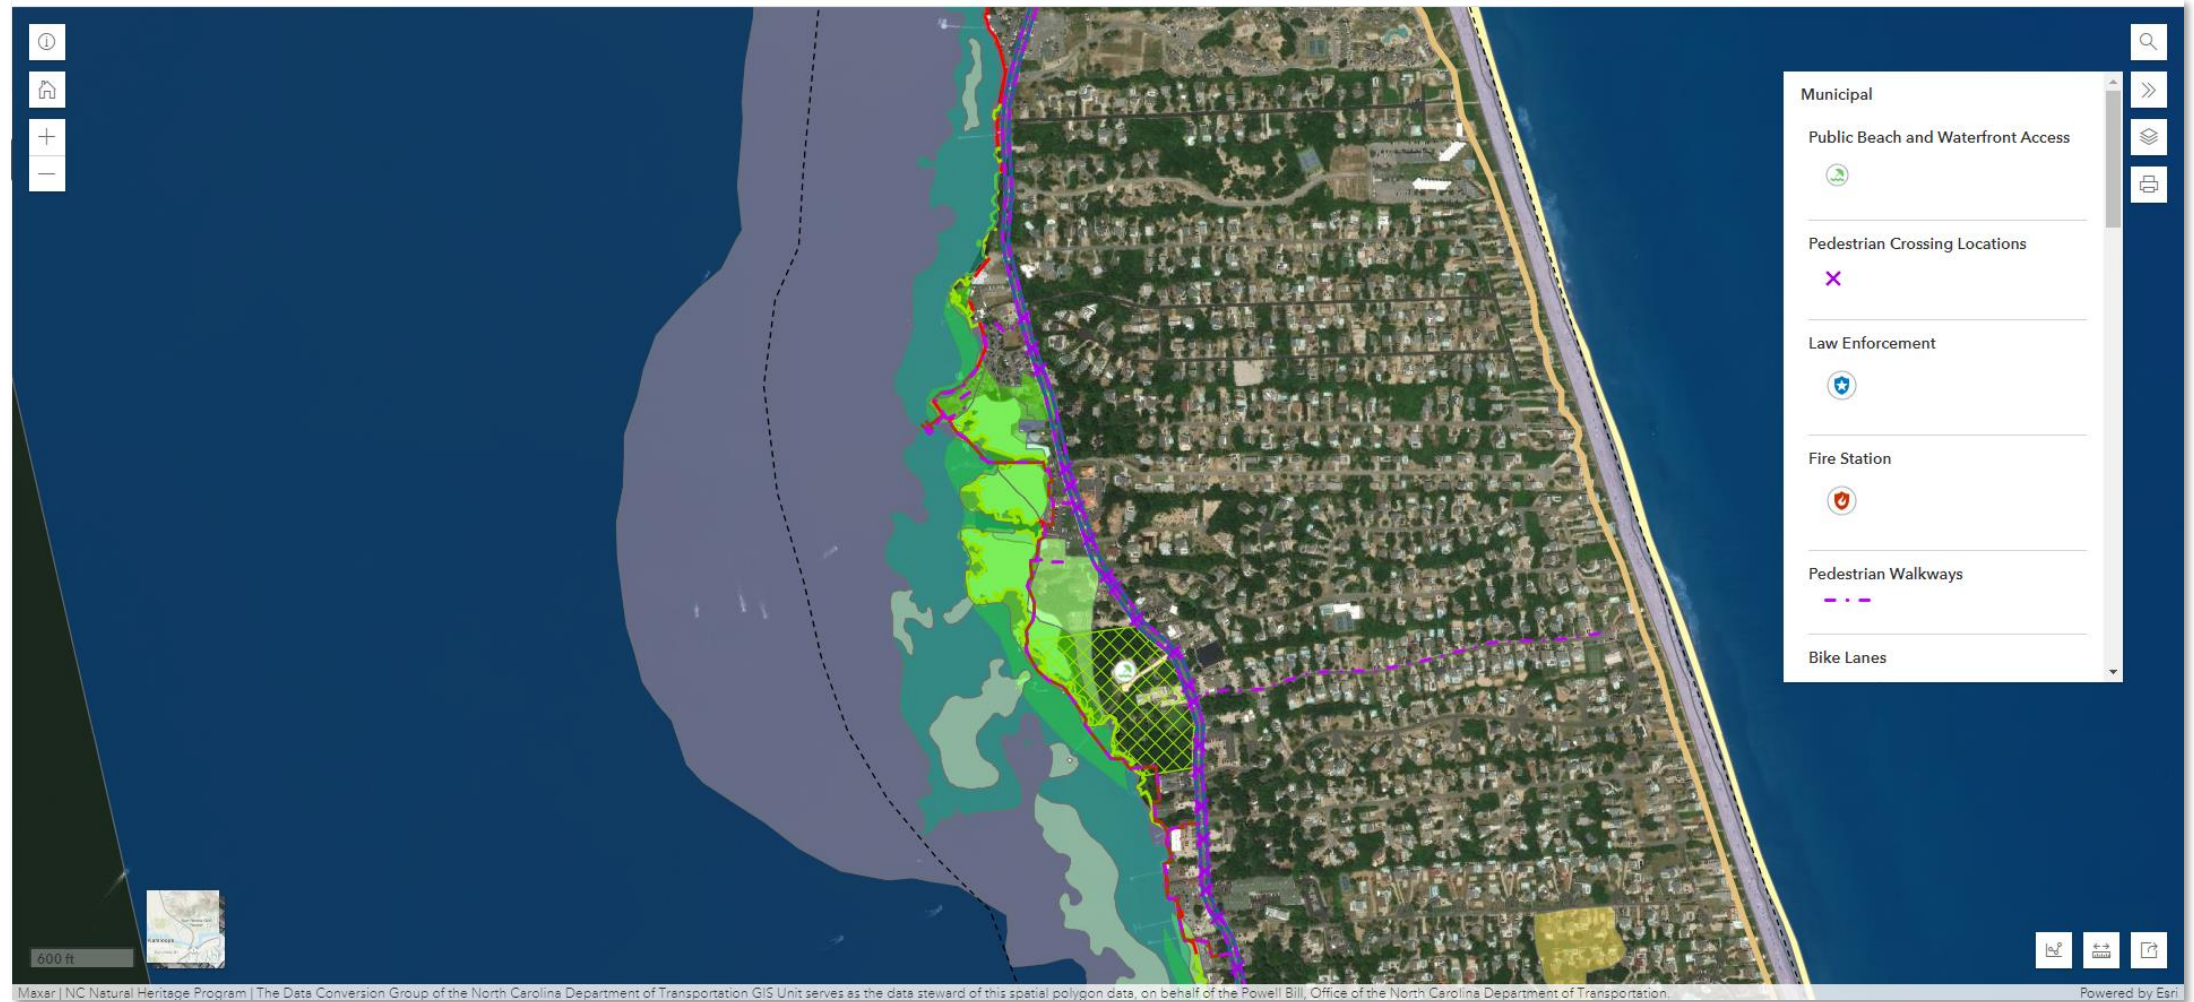 Municipal
Public Beach and Waterfront Access
Pedestrian Crossing Locations
Law Enforcement
Fire Station
Pedestrian Walkways
Bike Lanes
Kamloops
600 ft
Maxar | NC Natural Heritage Program | The Data Conversion Group of the North Carolina Department of Transportation GIS Unit serves as the data steward of this spatial polygon data, on behalf of the Powell Bill, Office of the North Carolina Department of Transportation.
Powered by Esri